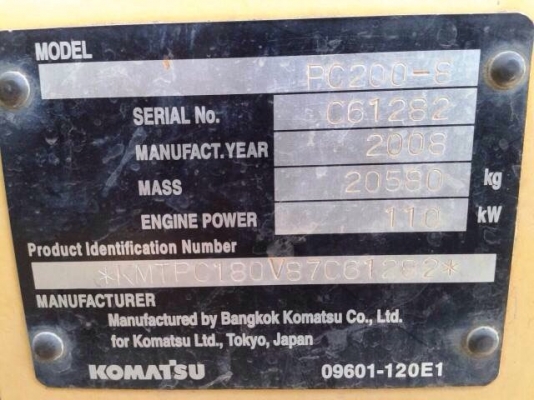 MODEL PC200-8
SERIAL No. C61282
MANUFACT.YEAR 2008
MASS 20580 kg
ENGINE POWER 110 kW
Product Identification Number
*KMTPC180V87C61282*
MANUFACTURER
Manufactured by Bangkok Komatsu Co., Ltd.
for Komatsu Ltd., Tokyo, Japan
KOMATSU 09601-120E1